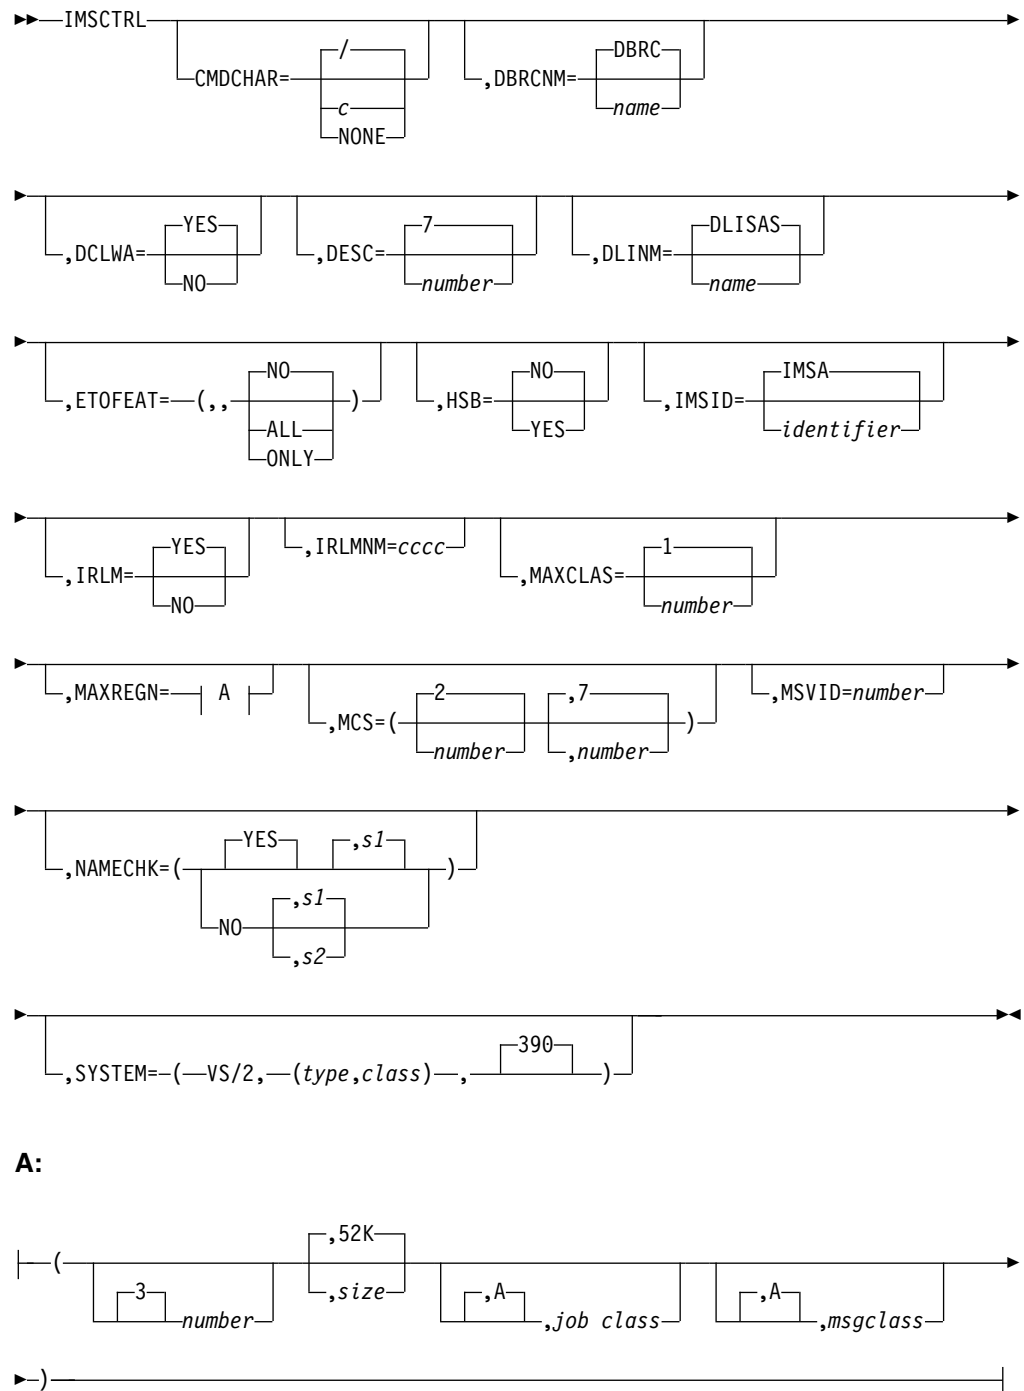 IMSCTRL
/
DBRC
CMDCHAR=
,DBRCNM=
c
name
NONE
YES
7
DLISAS
,DCLWA=
,DESC=
,DLINM=
NO
number
name
NO
NO
IMSA
,ETOFEAT= (,, )
,HSB=
,IMSID=
ALL
YES
identifier
ONLY
YES
,IRLMNM=cccc
1
,IRLM=
,MAXCLAS=
NO
number
,MAXREGN= A
2
,7
,MSVID=number
,MCS=( )
number
,number
YES
,s1
,NAMECHK=( )
,s1
NO
,s2
390
,SYSTEM= ( VS/2, (type,class) , )
A:
,52K
(
3
,size
,A
,A
number
,job class
,msgclass
)